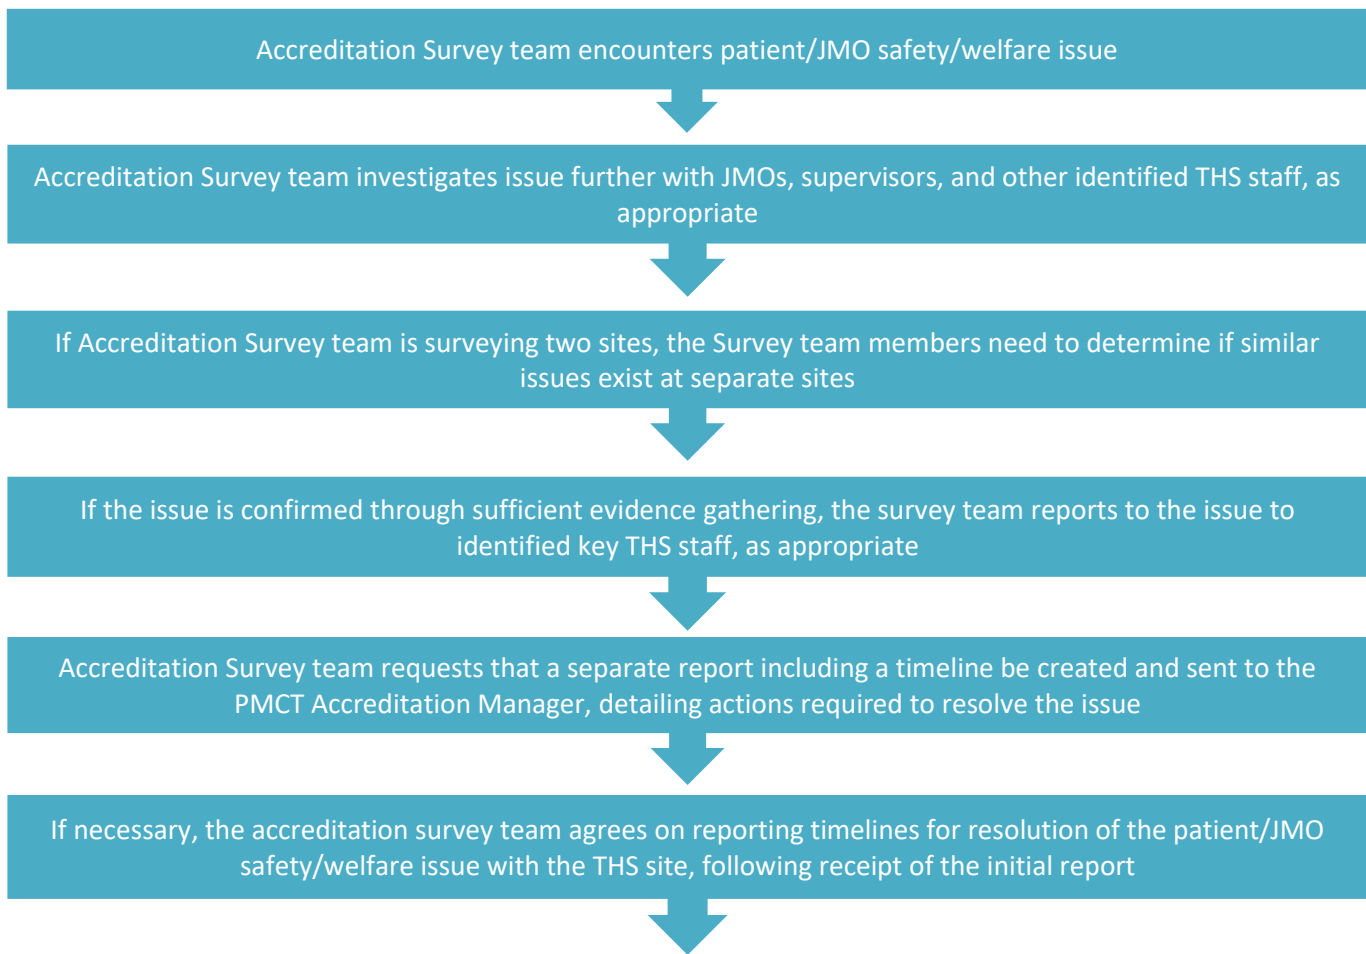 Accreditation Survey team encounters patient/JMO safety/welfare issue
Accreditation Survey team investigates issue further with JMOs, supervisors, and other identified THS staff, as
appropriate
If Accreditation Survey team is surveying two sites, the Survey team members need to determine if similar
issues exist at separate sites
If the issue is confirmed through sufficient evidence gathering, the survey team reports to the issue to
identified key THS staff, as appropriate
Accreditation Survey team requests that a separate report including a timeline be created and sent to the
PMCT Accreditation Manager, detailing actions required to resolve the issue
If necessary, the accreditation survey team agrees on reporting timelines for resolution of the patient/JMO
safety/welfare issue with the THS site, following receipt of the initial report